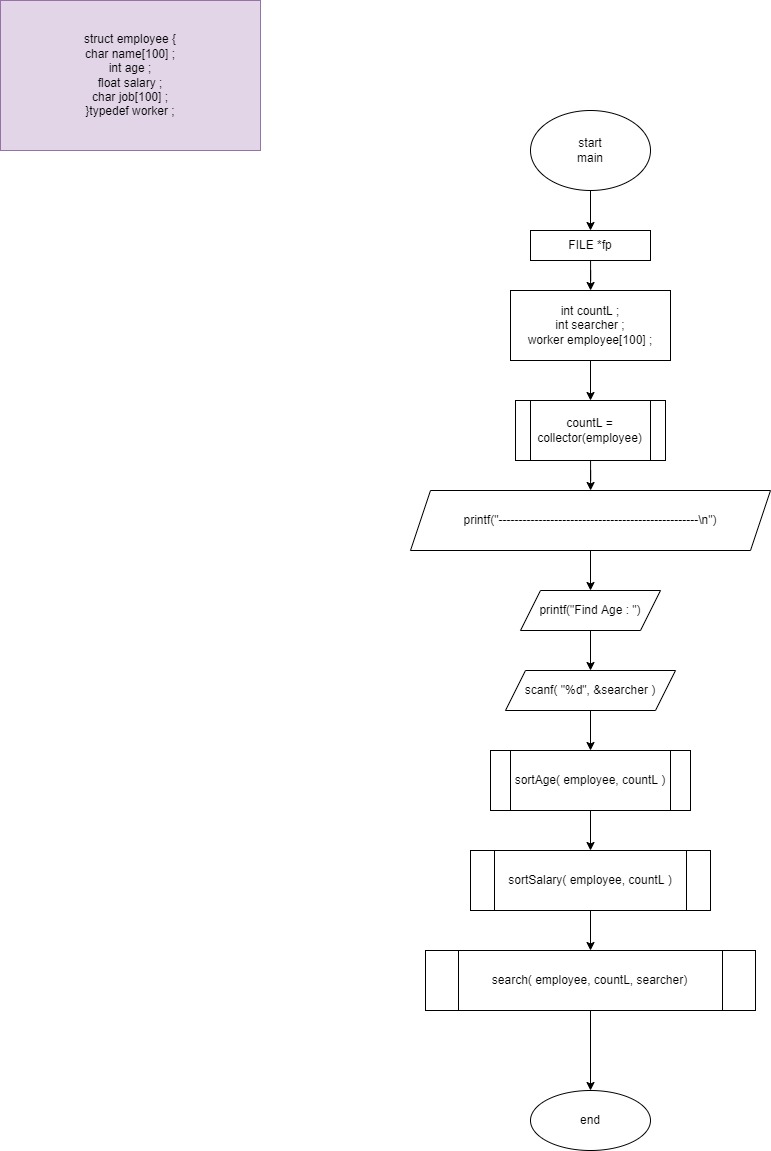 struct employee {
char name[100] ;
int age ;
float salary ;
char job[100] ;
}typedef worker ;
start
main
FILE *fp
int countL ;
int searcher ;
worker employee[100] ;
countL =
collector(employee)
printf("--------------------------------------------------\n")
printf("Find Age : ")
scanf( "%d", &searcher )
sortAge( employee, countL )
sortSalary( employee, countL )
search( employee, countL, searcher)
end